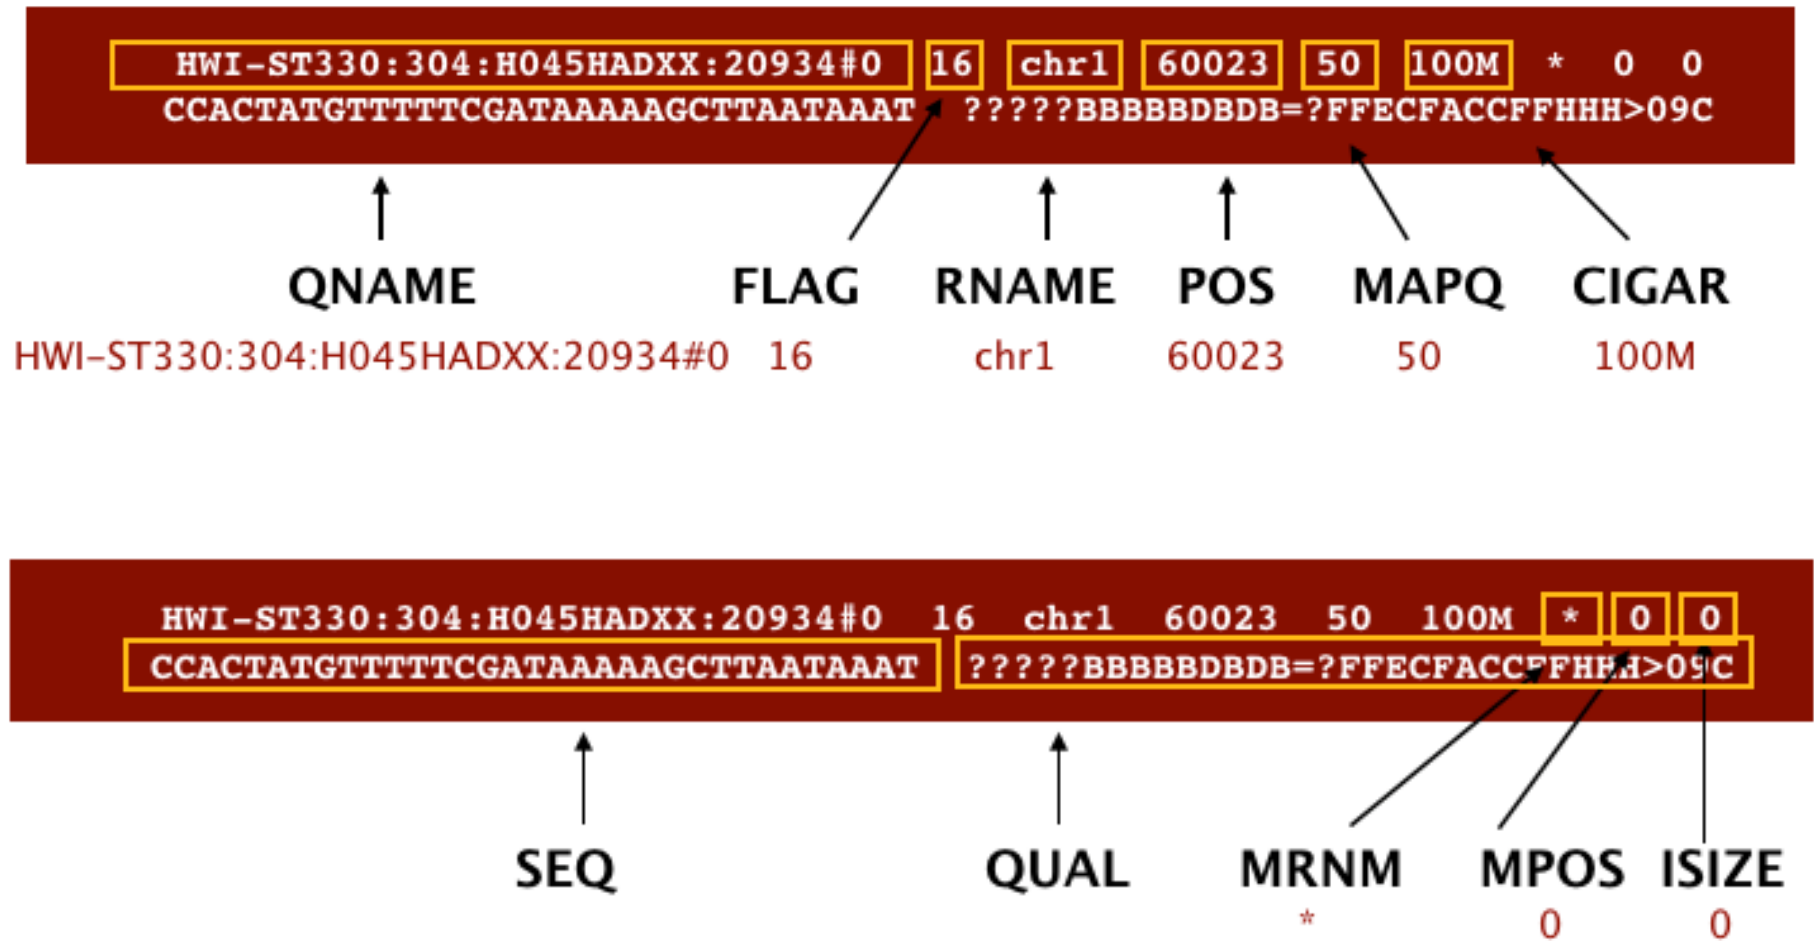 HWI-ST330:304:H045HADXX:20934#0 16 chr1 60023 50 100M * 0 0
CCACTATGTTTTTCGATAAAAAGCTTAATAAAT ?????BBBBBDBDB=?FFECFACCFFHHH>09C
QNAME FLAG RNAME POS MAPQ CIGAR
HWI-ST330:304:H045HADXX:20934#0 16 chr1 60023 50 100M
HWI-ST330:304:H045HADXX:20934#0 16 chr1 60023 50 100M * 0 0
CCACTATGTTTTTCGATAAAAAGCTTAATAAAT ?????BBBBBDBDB=?FFECFACCFFHHH>09C
SEQ QUAL MRNM MPOS ISIZE
* 0 0